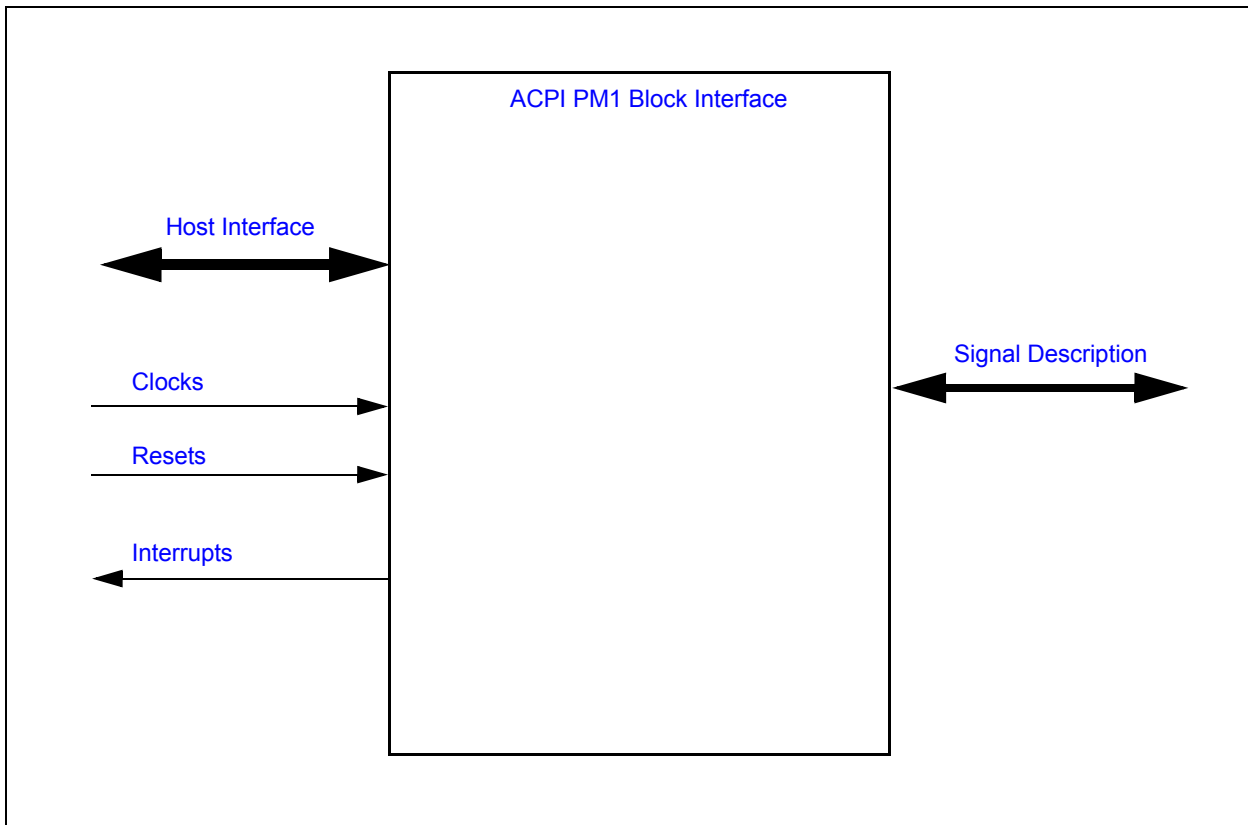 ACPI PM1 Block Interface
Host Interface
Signal Description
Clocks
Resets
Interrupts